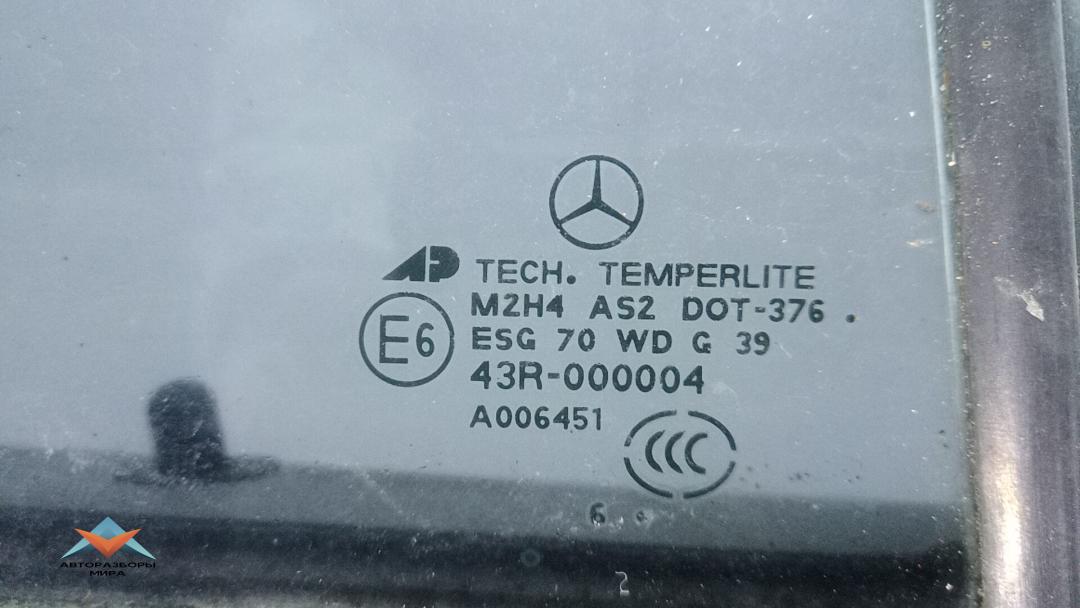 AP TECH. TEMPERLITE
M2H4 AS2 DOT-376 .
E6
ESG 70 WD G 39
43R-000004
A006451
CCC
6 .
2
АВТОРАЗБОРЫ
МИРА